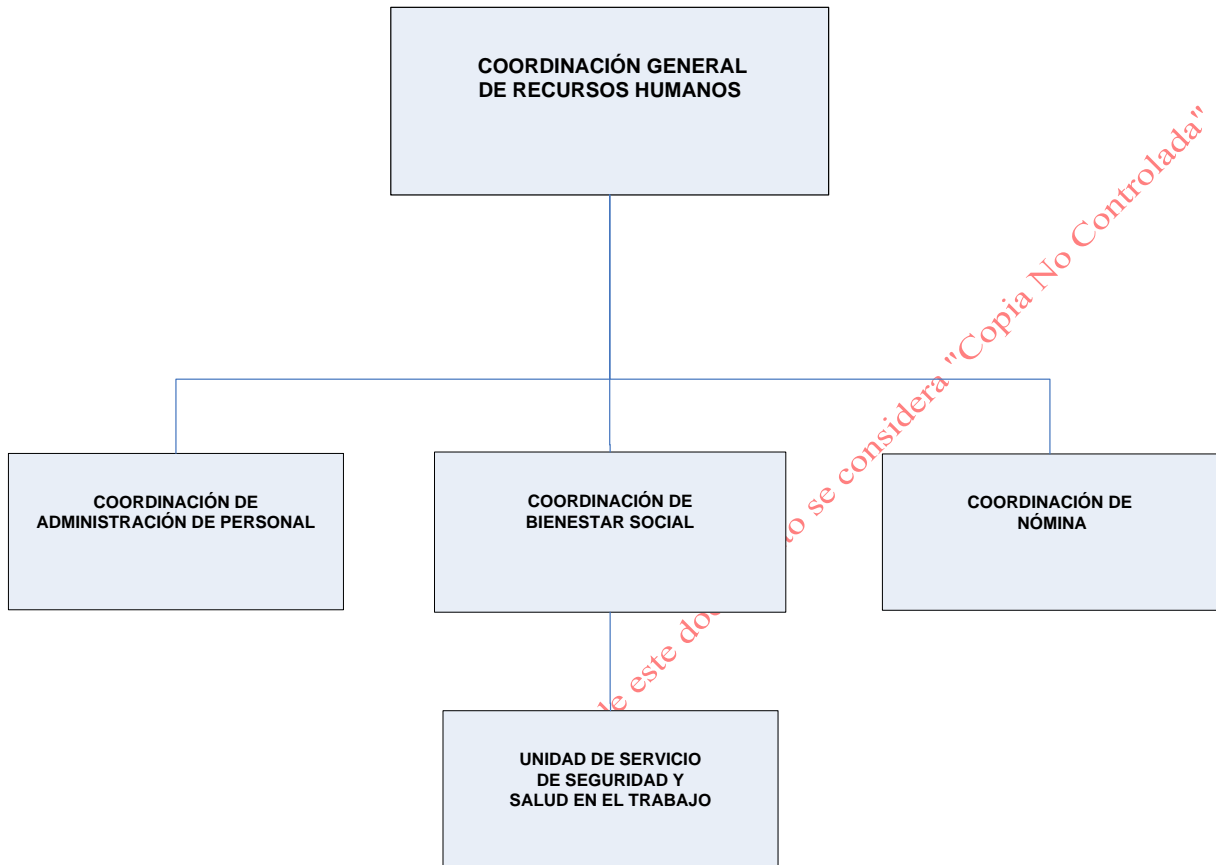 COORDINACIÓN GENERAL
DE RECURSOS HUMANOS
COORDINACIÓN DE
ADMINISTRACIÓN DE PERSONAL
COORDINACIÓN DE
BIENESTAR SOCIAL
COORDINACIÓN DE
NÓMINA
UNIDAD DE SERVICIO
DE SEGURIDAD Y
SALUD EN EL TRABAJO
este se considera "Copia No Controlada"